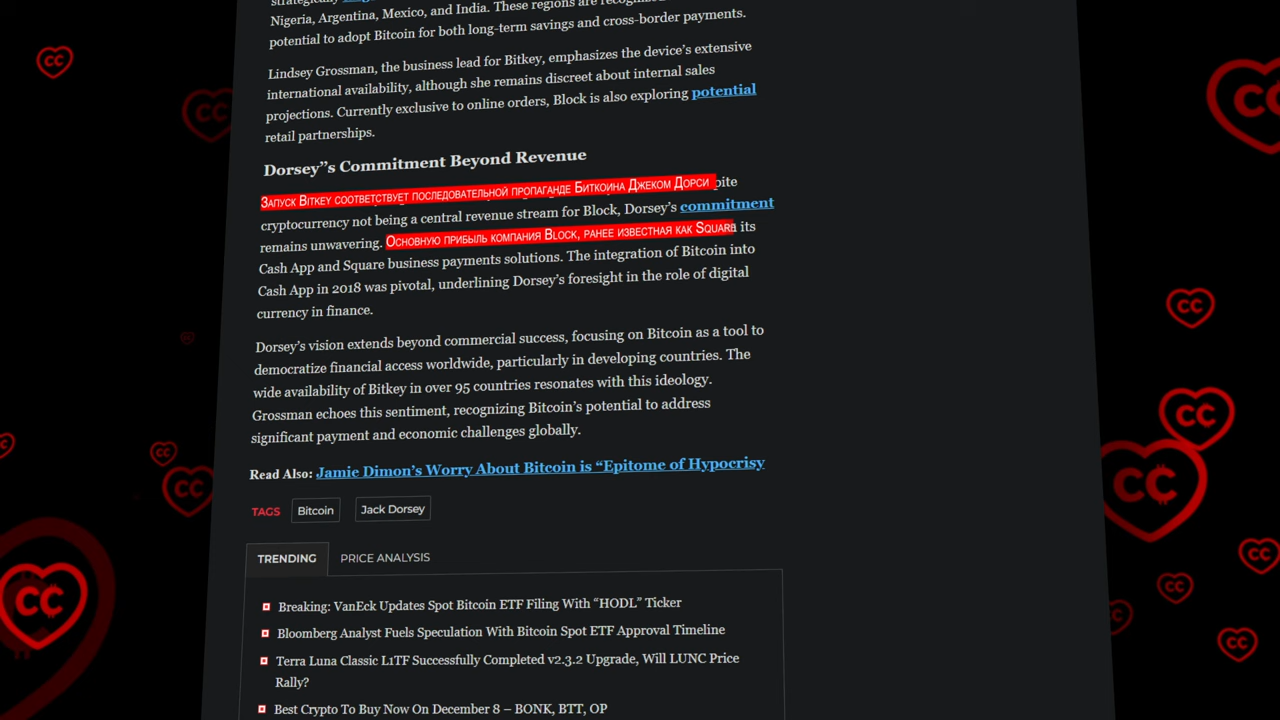 Nigeria, Argentina, Mexico, and India. These regions are
potential to adopt Bitcoin for both long-term savings and cross-border payments.
Lindsey Grossman, the business lead for Bitkey, emphasizes the device's extensive
international availability, although she remains discreet about internal sales
projections. Currently exclusive to online orders, Block is also exploring potential
retail partnerships.
Dorsey"s Commitment Beyond Revenue
Запуск Bitkey соответствует последовательной пропаганде Биткоина Джеком Дорси pite
cryptocurrency not being a central revenue stream for Block, Dorsey's commitment
remains unwavering. Основную прибыль компания Block, ранее известная как Square its
Cash App and Square business payments solutions. The integration of Bitcoin into
Cash App in 2018 was pivotal, underlining Dorsey's foresight in the role of digital
currency in finance.
Dorsey's vision extends beyond commercial success, focusing on Bitcoin as a tool to
democratize financial access worldwide, particularly in developing countries. The
wide availability of Bitkey in over 95 countries resonates with this ideology.
Grossman echoes this sentiment, recognizing Bitcoin's potential to address
significant payment and economic challenges globally.
Read Also: Jamie Dimon's Worry About Bitcoin is “Epitome of Hypocrisy
TAGS Bitcoin Jack Dorsey
TRENDING PRICE ANALYSIS
Breaking: VanEck Updates Spot Bitcoin ETF Filing With “HODL” Ticker
Bloomberg Analyst Fuels Speculation With Bitcoin Spot ETF Approval Timeline
Terra Luna Classic L1TF Successfully Completed v2.3.2 Upgrade, Will LUNC Price
Rally?
Best Crypto To Buy Now On December 8 – BONK, BTT, OP